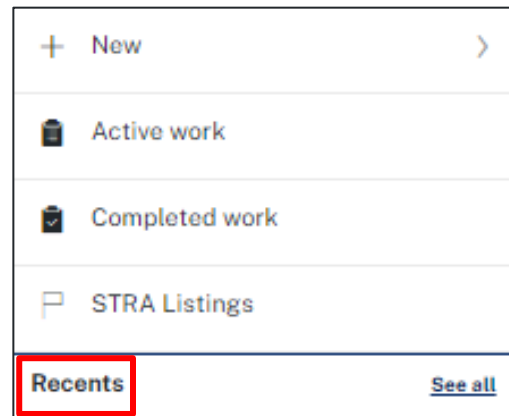 New
Active work
Completed work
STRA Listings
Recents See all